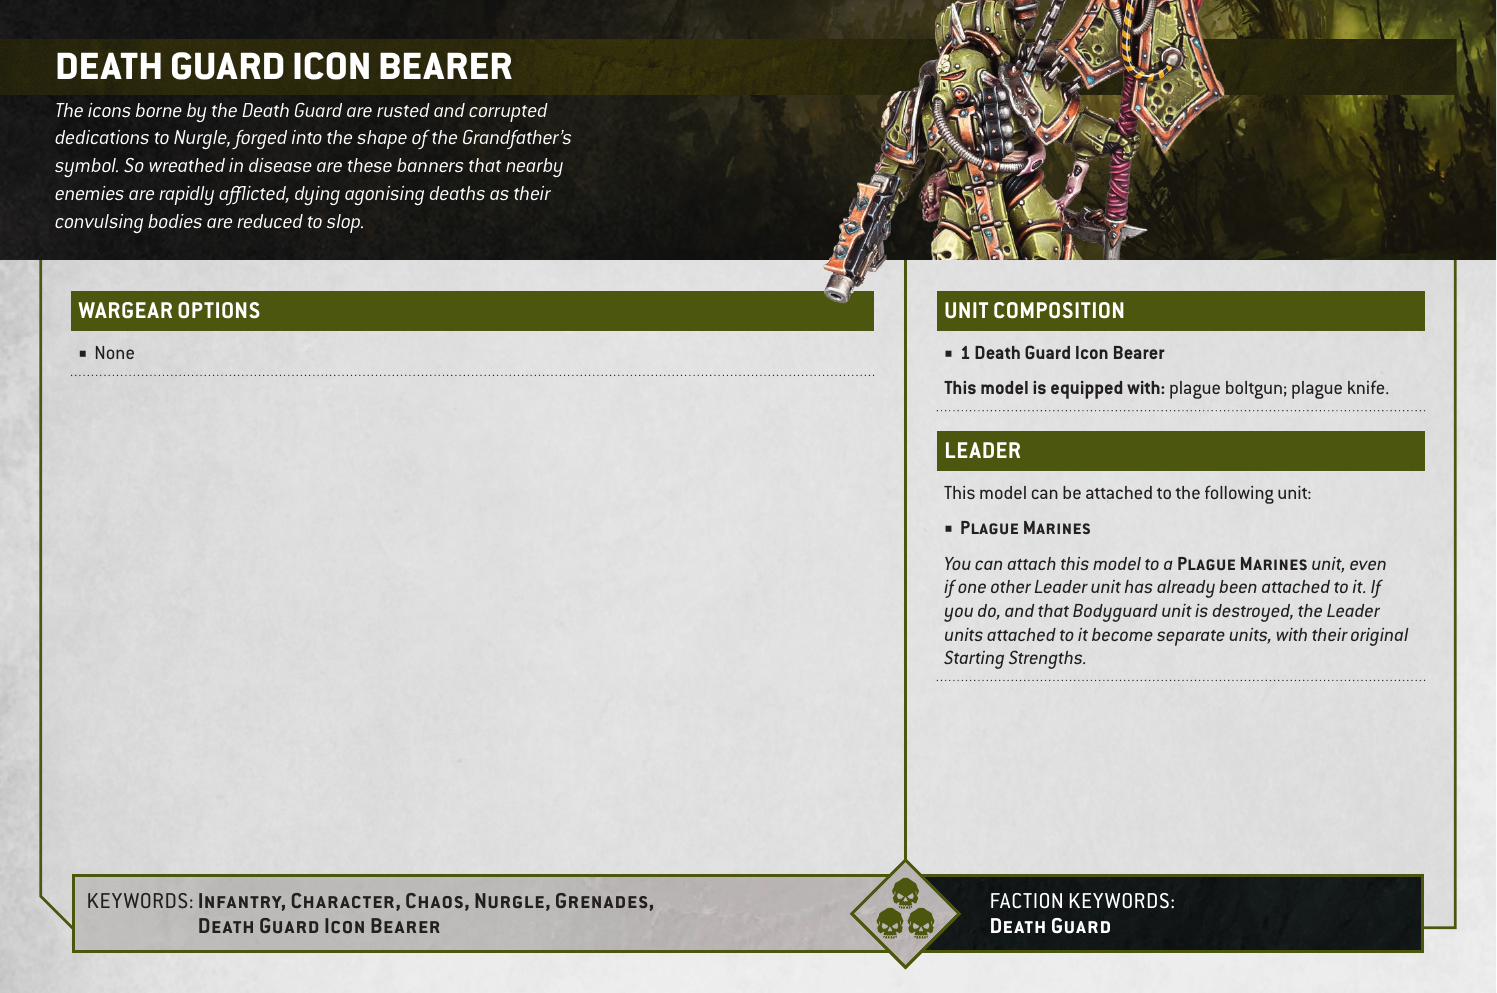 DEATH GUARD ICON BEARER
The icons borne by the Death Guard are rusted and corrupted
dedications to Nurgle, forged into the shape of the Grandfather's
symbol. So wreathed in disease are these banners that nearby
enemies are rapidly afflicted, dying agonising deaths as their
convulsing bodies are reduced to slop.
WARGEAR OPTIONS
■ None
UNIT COMPOSITION
■ 1 Death Guard Icon Bearer
This model is equipped with: plague boltgun; plague knife.
LEADER
This model can be attached to the following unit:
■ Plague Marines
You can attach this model to a Plague Marines unit, even
if one other Leader unit has already been attached to it. If
you do, and that Bodyguard unit is destroyed, the Leader
units attached to it become separate units, with their original
Starting Strengths.
KEYWORDS: Infantry, Character, Chaos, Nurgle, Grenades,
Death Guard Icon Bearer
FACTION KEYWORDS:
Death Guard